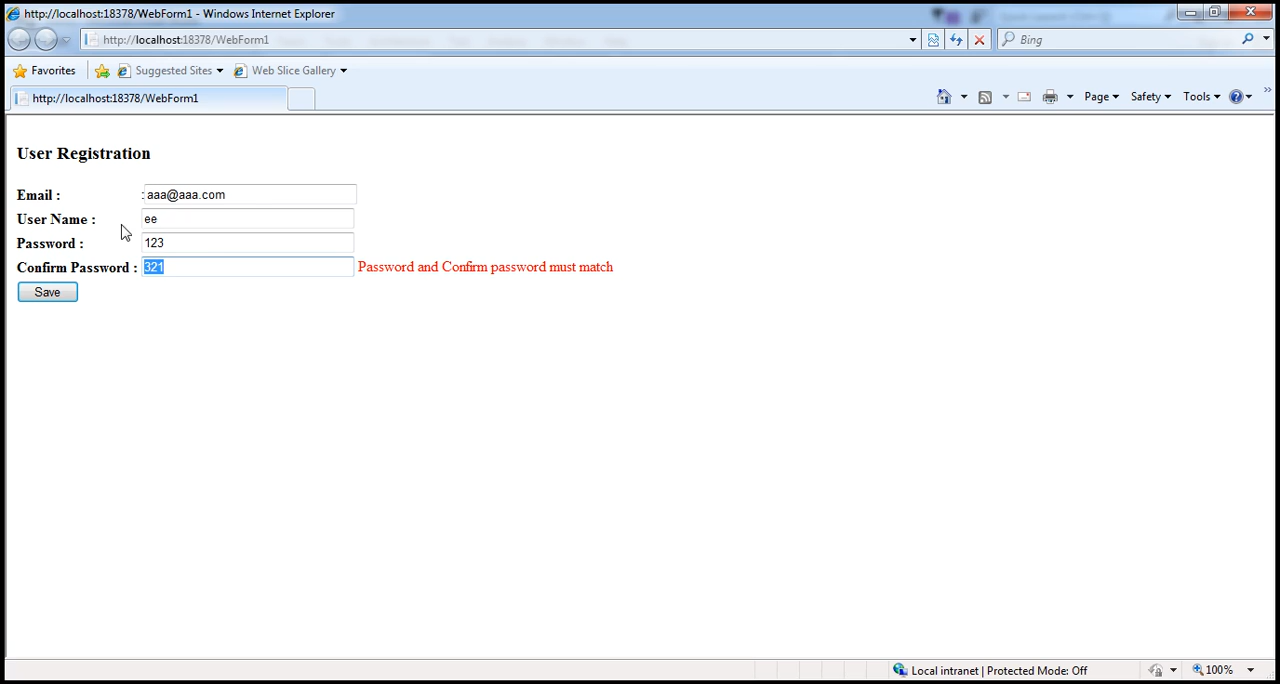 http://localhost:18378/WebForm1 - Windows Internet Explorer
http://localhost:18378/WebForm1
Bing
Favorites Suggested Sites Web Slice Gallery
http://localhost:18378/WebForm1
Page Safety Tools
User Registration
Email : : aaa@aaa.com
User Name : ee
Password : 123
Confirm Password : 321 Password and Confirm password must match
Save
Local intranet | Protected Mode: Off
100%